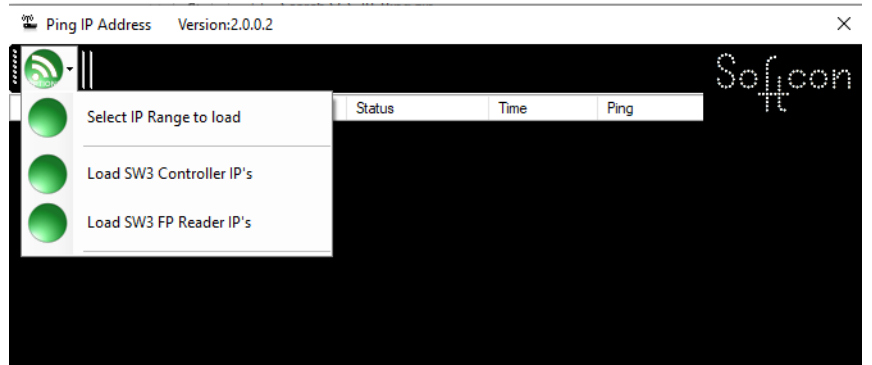 Ping IP Address Version:2.0.0.2
Softcon
Status Time Ping
Select IP Range to load
Load SW3 Controller IP's
Load SW3 FP Reader IP's